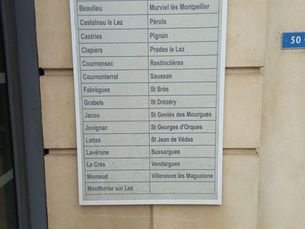 Beaulieu Murviel lès Montpellier
Castelnau le Lez Pérols
Castries Pignan
Clapiers Prades le Lez
Cournonsec Restinclières
Cournonterral Saussan
Fabrègues St Brès
Grabels St Drézéry
Jacou St Geniès des Mourgues
Juvignac St Georges d'Orques
Lattes St Jean de Védas
Lavérune Sussargues
Le Crès Vendargues
Montaud Villeneuve lès Maguelone
Montferrier sur Lez
50